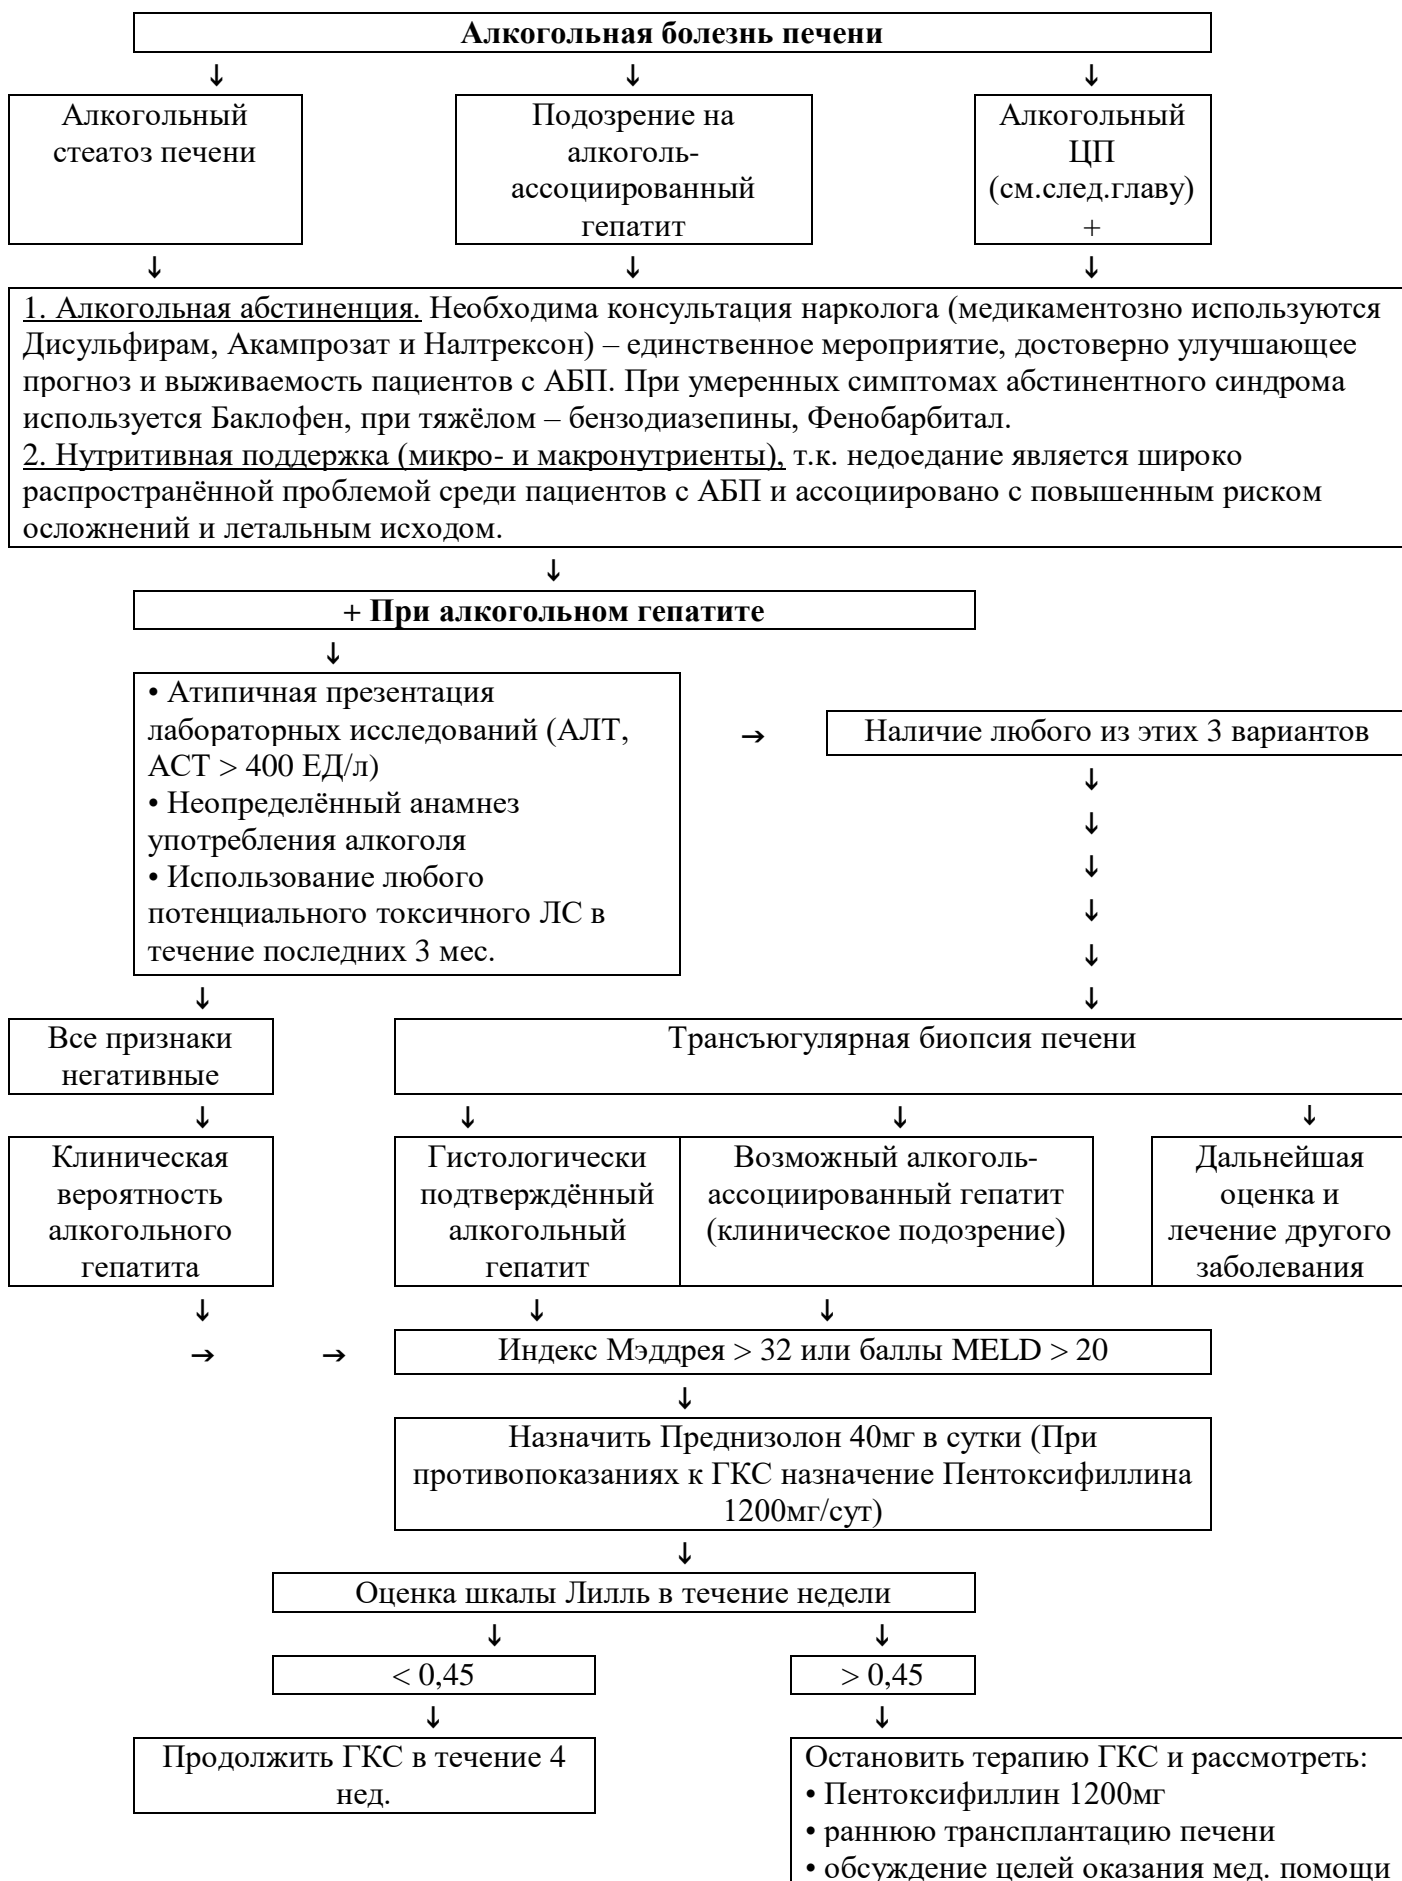 Алкогольная болезнь печени
↓ ↓ ↓
Алкогольный
стеатоз печени
Подозрение на
алкоголь-
ассоциированный
гепатит
Алкогольный
ЦП
(см.след.главу)
+
↓ ↓ ↓
1. Алкогольная абстиненция. Необходима консультация нарколога (медикаментозно используются
Дисульфирам, Акампрозат и Налтрексон) – единственное мероприятие, достоверно улучшающее
прогноз и выживаемость пациентов с АБП. При умеренных симптомах абстинентного синдрома
используется Баклофен, при тяжёлом – бензодиазепины, Фенобарбитал.
2. Нутритивная поддержка (микро- и макронутриенты), т.к. недоедание является широко
распространённой проблемой среди пациентов с АБП и ассоциировано с повышенным риском
осложнений и летальным исходом.
↓
+ При алкогольном гепатите
↓
• Атипичная презентация
лабораторных исследований (АЛТ,
АСТ > 400 ЕД/л)
• Неопределённый анамнез
употребления алкоголя
• Использование любого
потенциального токсичного ЛС в
течение последних 3 мес.
→
Наличие любого из этих 3 вариантов
↓
↓
↓
↓
↓
↓ ↓
Все признаки
негативные
Трансъюгулярная биопсия печени
↓ ↓ ↓ ↓
Клиническая
вероятность
алкогольного
гепатита
Гистологически
подтверждённый
алкогольный
гепатит
Возможный алкоголь-
ассоциированный гепатит
(клиническое подозрение)
Дальнейшая
оценка и
лечение другого
заболевания
↓ ↓ ↓
→ →
Индекс Мэддрея > 32 или баллы MELD > 20
↓
Назначить Преднизолон 40мг в сутки (При
противопоказаниях к ГКС назначение Пентоксифиллина
1200мг/сут)
↓
Оценка шкалы Лилль в течение недели
↓ ↓
< 0,45
> 0,45
↓ ↓
Продолжить ГКС в течение 4
нед.
Остановить терапию ГКС и рассмотреть:
• Пентоксифиллин 1200мг
• раннюю трансплантацию печени
• обсуждение целей оказания мед. помощи